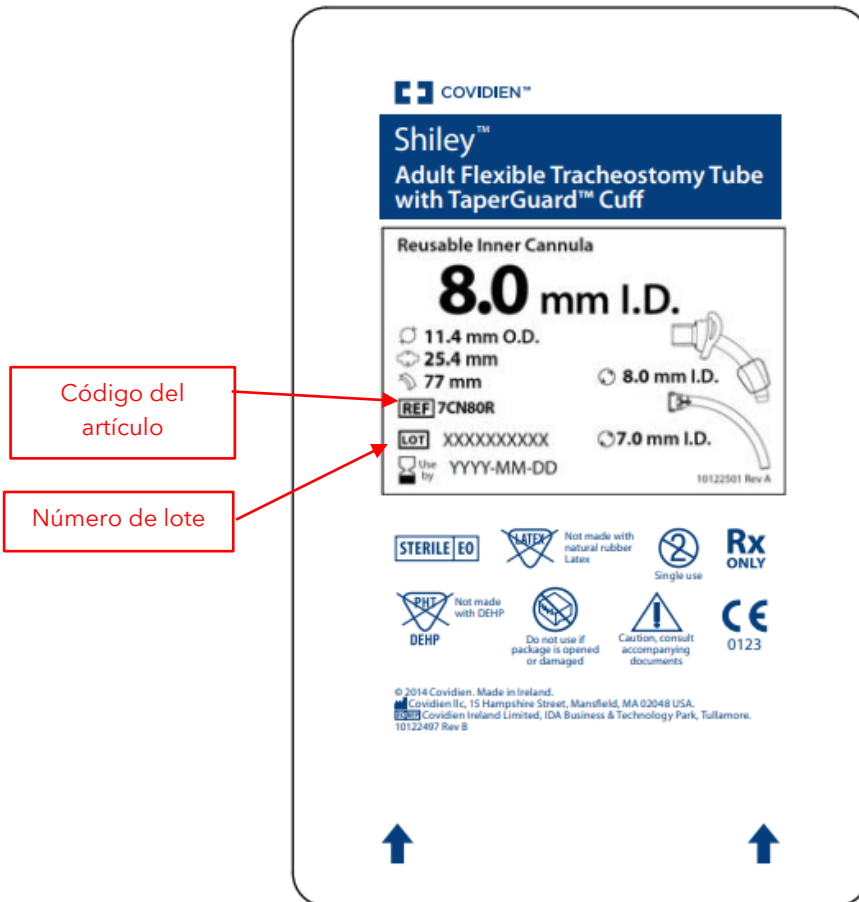 COVIDIEN™
Shiley™
Adult Flexible Tracheostomy Tube
with TaperGuard™ Cuff
Reusable Inner Cannula
8.0 mm I.D.
11.4 mm O.D.
25.4 mm
77 mm
8.0 mm I.D.
REF 7CN80R
LOT XXXXXXXXXX
7.0 mm I.D.
Use
by YYYY-MM-DD
10122501 Rev A
Código del
artículo
Número de lote
STERILE EO
LATEX
Not made with
natural rubber
Latex
2
Single use
Rx
ONLY
PHT
DEHP
Not made
with DEHP
Do not use if
package is opened
or damaged
Caution, consult
accompanying
documents
CE
0123
© 2014 Covidien. Made in Ireland.
Covidien llc, 15 Hampshire Street, Mansfield, MA 02048 USA.
EC REP Covidien Ireland Limited, IDA Business & Technology Park, Tullamore.
10122497 Rev B